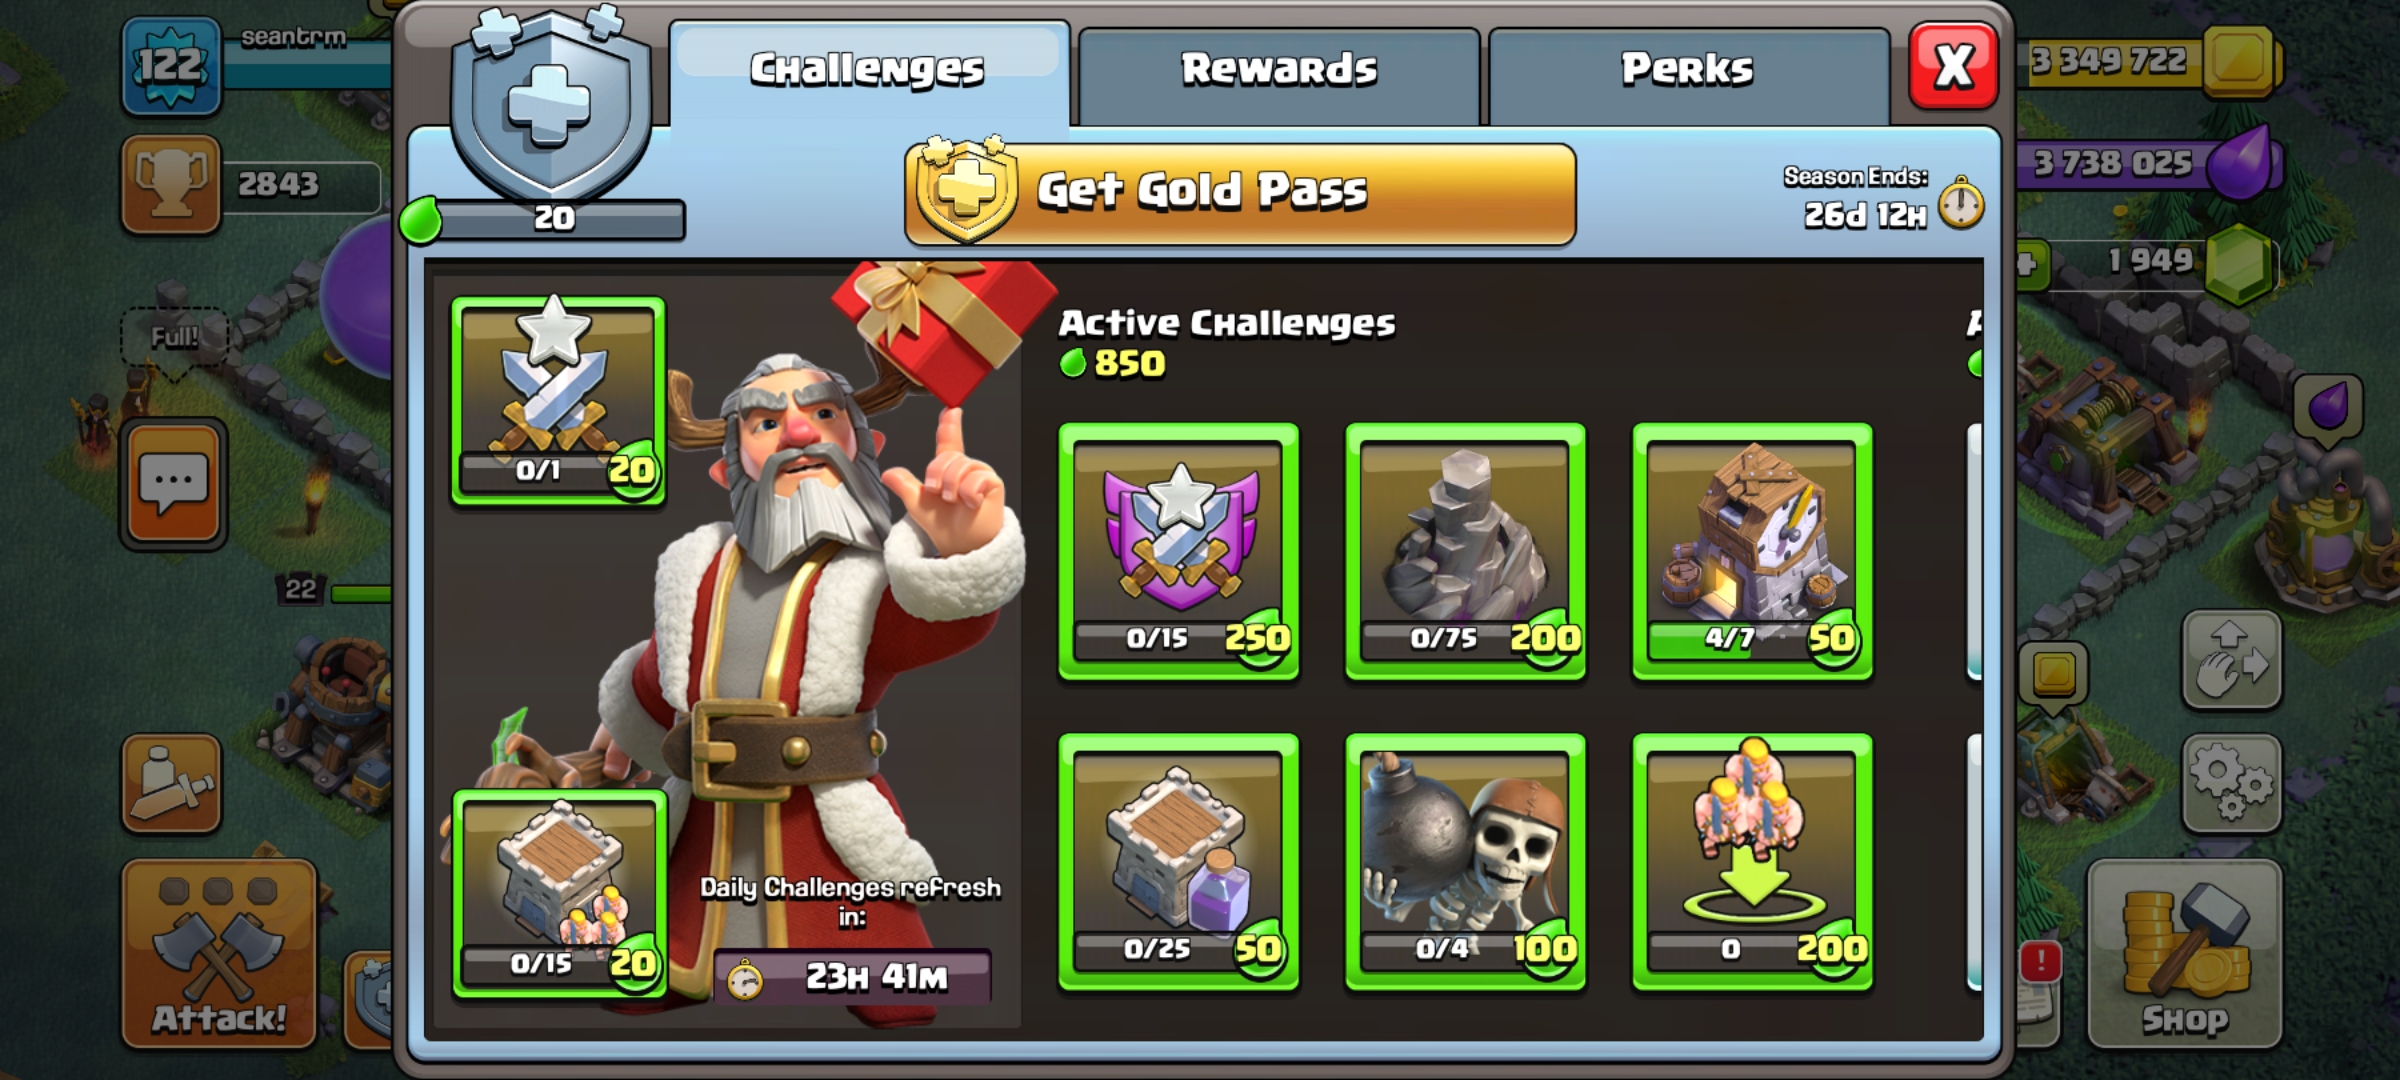 122
seantrm
Challenges
Rewards
Perks
X
3 349 722
2843
20
Get Gold Pass
Season Ends:
26d 12H
3 738 025
1 949
Full!
0/1
20
Active Challenges
850
A
22
0/15
250
0/75
200
4/7
50
Daily Challenges refresh
in:
23H 41M
0/15
20
0/25
50
0/4
100
0
200
Attack!
!
Shop